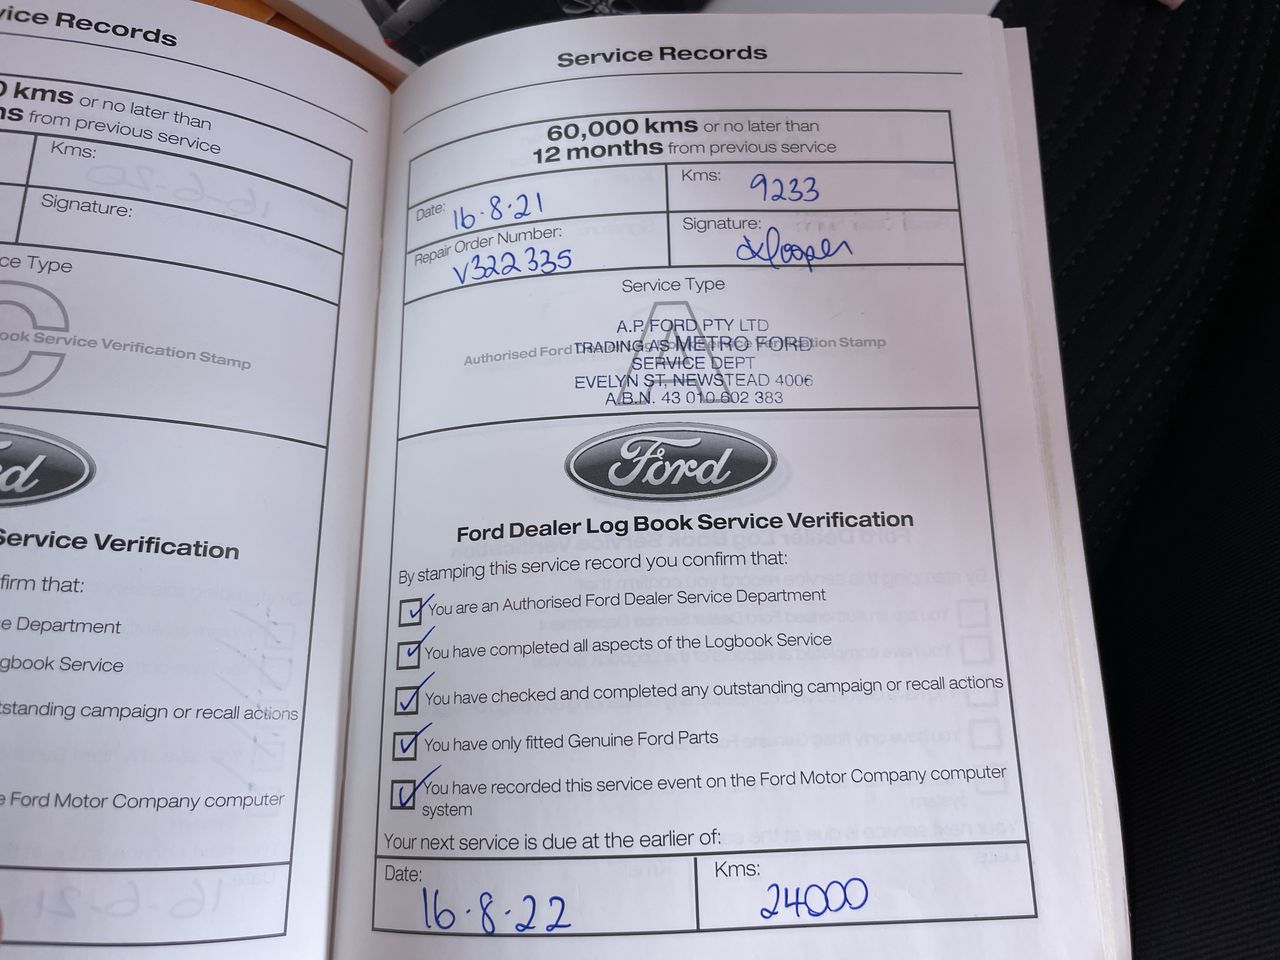 vice Records
0 kms or no later than
ns from previous service
Kms:
Signature:
ce Type
C
ook Service Verification Stamp
rd
Service Verification
firm that:
e Department
gbook Service
tstanding campaign or recall actions
e Ford Motor Company computer
Service Records
60,000 kms or no later than
12 months from previous service
Date: 16.8.21
Kms: 9233
Repair Order Number: V322335
Signature:
Service Type
A
Authorised Ford Service Verification Stamp
A.P. FORD PTY LTD
TRADING AS METRO FORD
SERVICE DEPT
EVELYN ST, NEWSTEAD 4006
A.B.N. 43 010 602 383
Ford
Ford Dealer Log Book Service Verification
By stamping this service record you confirm that:
You are an Authorised Ford Dealer Service Department
You have completed all aspects of the Logbook Service
You have checked and completed any outstanding campaign or recall actions
You have only fitted Genuine Ford Parts
You have recorded this service event on the Ford Motor Company computer
system
Your next service is due at the earlier of:
Date: 16.8.22
Kms: 24000